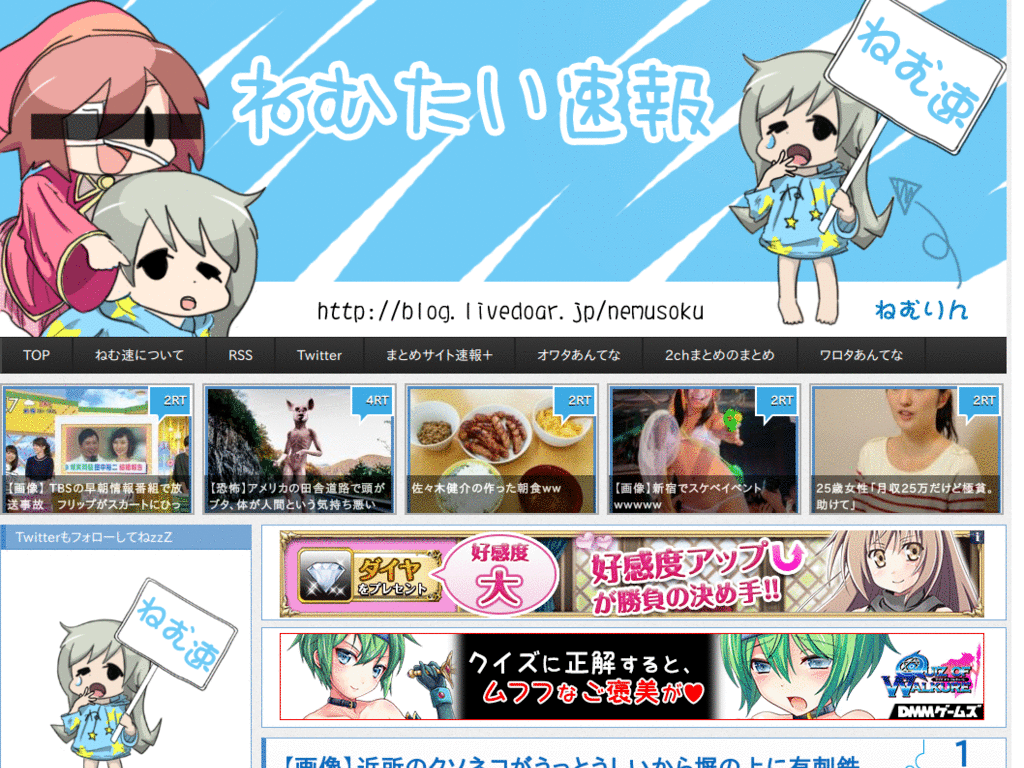 ねむたい速報
ねむ速
ね
http://blog.livedoar.jp/nemusoku
ねむりん
TOP
ねむ速について
RSS
Twitter
まとめサイト速報+
オワタあんてな
2chまとめのまとめ
ワロタあんてな
2RT
【画像】TBSの早朝情報番組で放
送事故 フリップがスカートにひっ
4RT
【恐怖】アメリカの田舎道路で頭が
ブタ、体が人間という気持ち悪い
2RT
佐々木健介の作った朝食ww
2RT
【画像】新宿でスケベイベント
wwwww
2RT
25歳女性「月収25万だけど極貧。
助けて」
TwitterもフォローしてねzzZ
ねむ速
ダイヤ
をプレゼント
好感度
大
好感度アップ
が勝負の決め手!!
クイズに正解すると、
ムフフなご褒美が♥
QUIZ OF
WALKURE
DMMゲームズ
【画像】近所のクソネコがうっとうしいから塀の上に有刺鉄
1